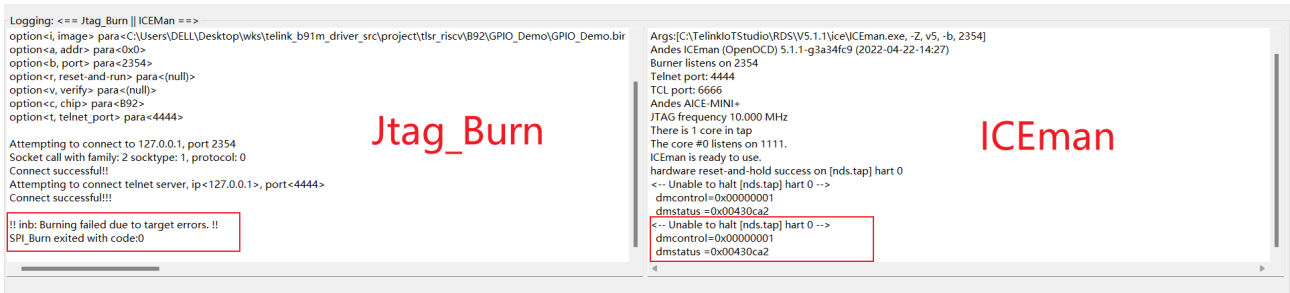 Logging: <== Jtag_Burn || ICEMan ==>
option<i, image> para<C:\Users\DELL\Desktop\wks\telink_b91m_driver_src\project\tlsr_riscv\B92\GPIO_Demo\GPIO_Demo.bir
option<a, addr> para<0x0>
option<b, port> para<2354>
option<r, reset-and-run> para<(null)>
option<v, verify> para<(null)>
option<c, chip> para<B92>
option<t, telnet_port> para<4444>
Attempting to connect to 127.0.0.1, port 2354
Socket call with family: 2 socktype: 1, protocol: 0
Connect successful!!
Attempting to connect telnet server, ip<127.0.0.1>, port<4444>
Connect successful!!!
!! inb: Burning failed due to target errors. !!
SPI_Burn exited with code:0
Jtag_Burn
Args:[C:\TelinkIoTStudio\RDS\V5.1.1\ice\ICEman.exe, -Z, v5, -b, 2354]
Andes ICEman (OpenOCD) 5.1.1-g3a34fc9 (2022-04-22-14:27)
Burner listens on 2354
Telnet port: 4444
TCL port: 6666
Andes AICE-MINI+
JTAG frequency 10.000 MHz
There is 1 core in tap
The core #0 listens on 1111.
ICEman is ready to use.
hardware reset-and-hold success on [nds.tap] hart 0
<-- Unable to halt [nds.tap] hart 0 -->
dmcontrol=0x00000001
dmstatus =0x00430ca2
<-- Unable to halt [nds.tap] hart 0 -->
dmcontrol=0x00000001
dmstatus =0x00430ca2
ICEman